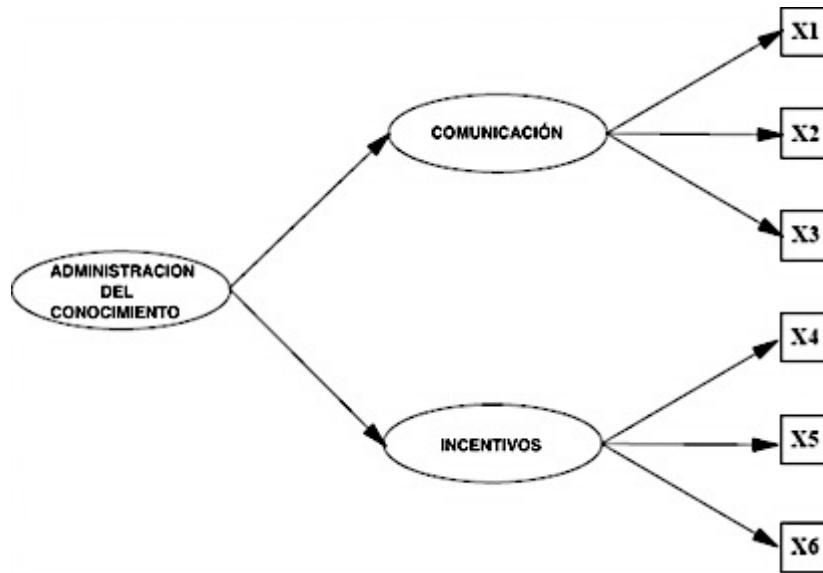 X1
COMUNICACIÓN
X2
X3
ADMINISTRACION
DEL
CONOCIMIENTO
X4
INCENTIVOS
X5
X6